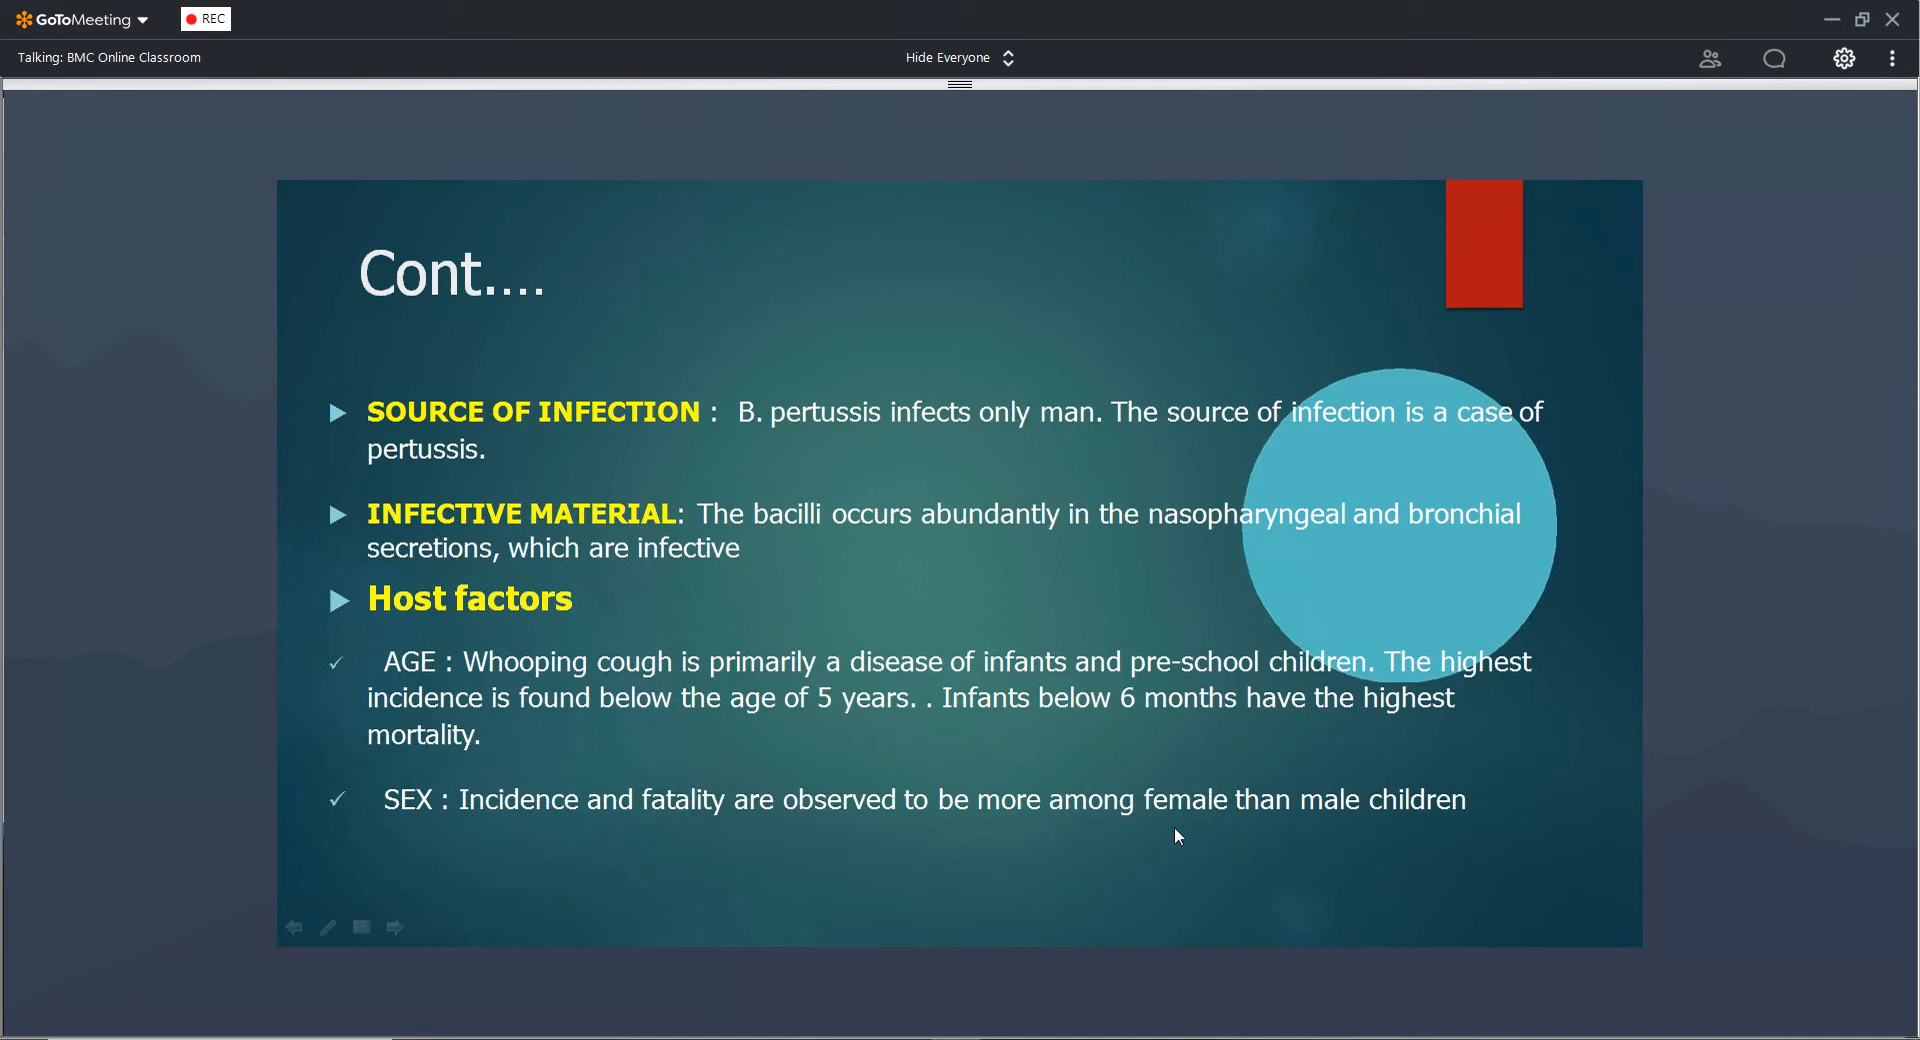 GoToMeeting
REC
Talking: BMC Online Classroom
Hide Everyone
Cont....
SOURCE OF INFECTION : B. pertussis infects only man. The source of infection is a case of
pertussis.
INFECTIVE MATERIAL: The bacilli occurs abundantly in the nasopharyngeal and bronchial
secretions, which are infective
Host factors
AGE : Whooping cough is primarily a disease of infants and pre-school children. The highest
incidence is found below the age of 5 years. . Infants below 6 months have the highest
mortality.
SEX : Incidence and fatality are observed to be more among female than male children